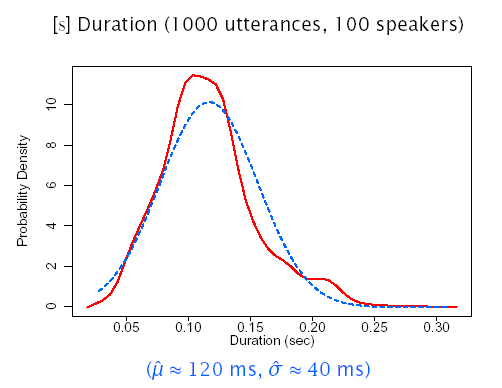 [s] Duration (1000 utterances, 100 speakers)
Probability Density
10
8
6
4
2
0
0.05 0.10 0.15 0.20 0.25 0.30
Duration (sec)
(μ̂ ≈ 120 ms, σ̂ ≈ 40 ms)